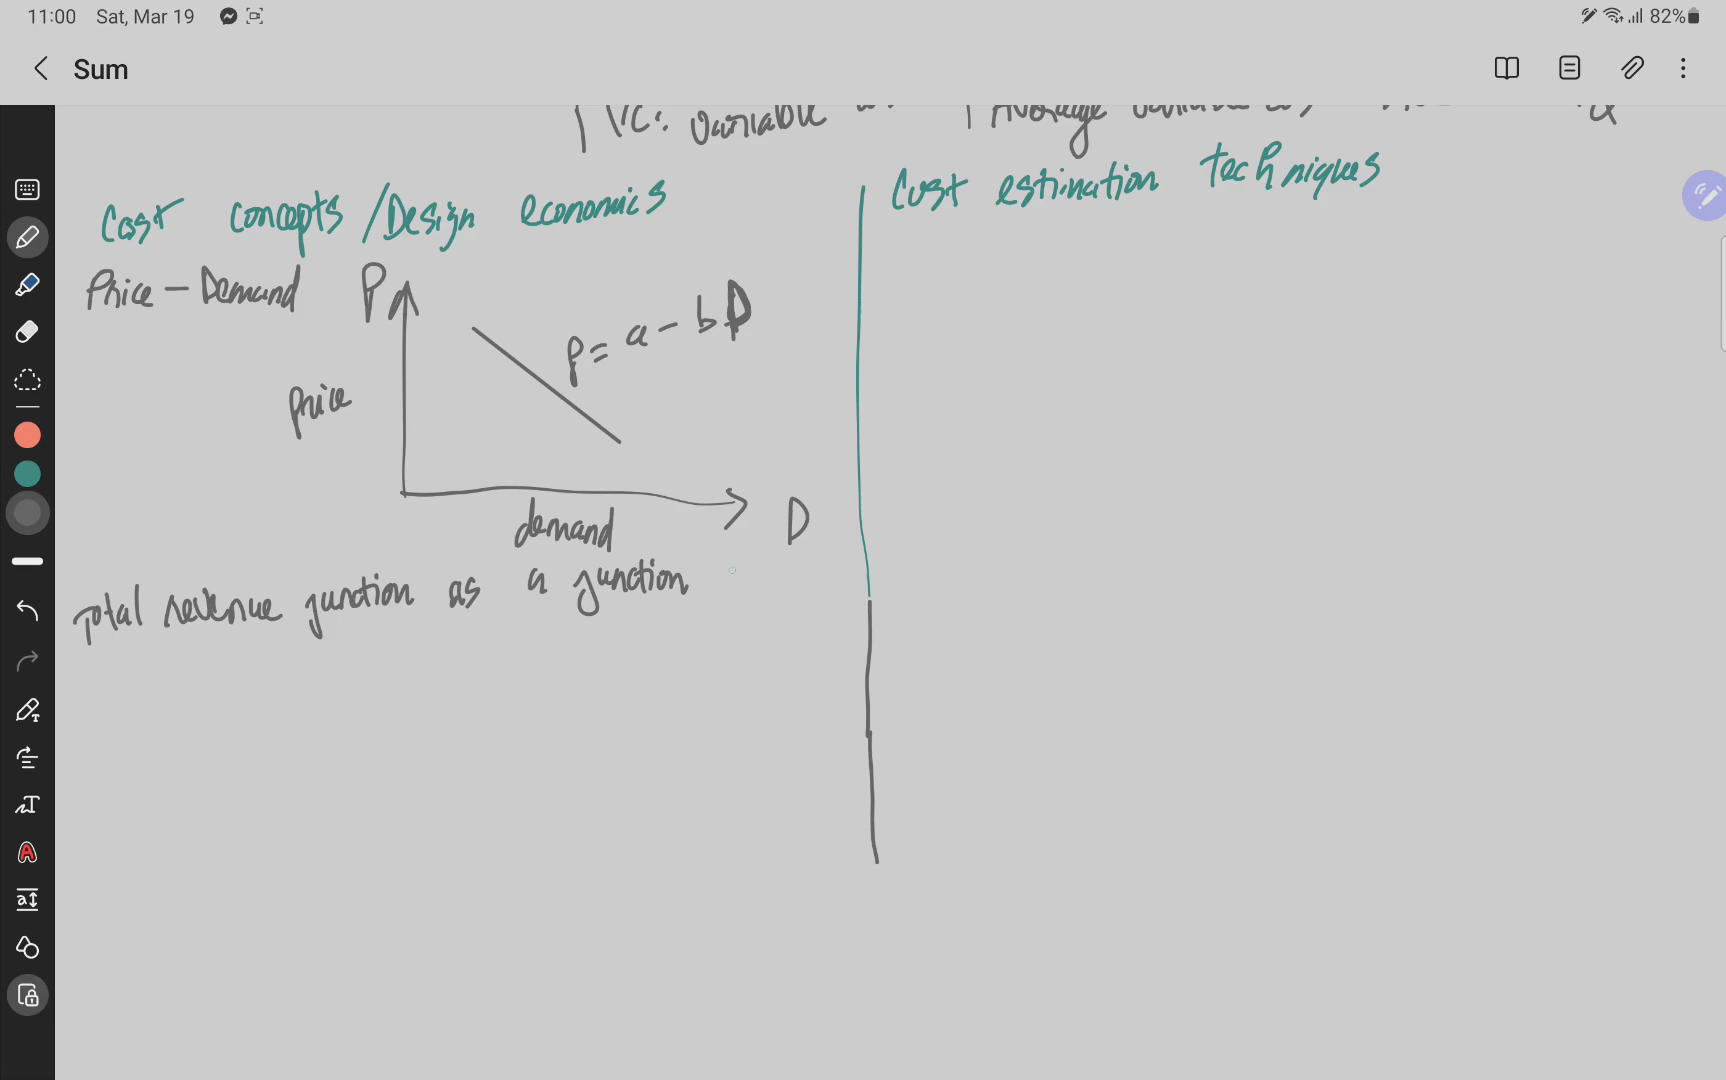 11:00 Sat, Mar 19 82%
Sum
VC: variable Average variable
Cost concepts / Design economics
Cost estimation techniques
Price - Demand P
P = a - bD
price
demand D
Total revenue function as a function